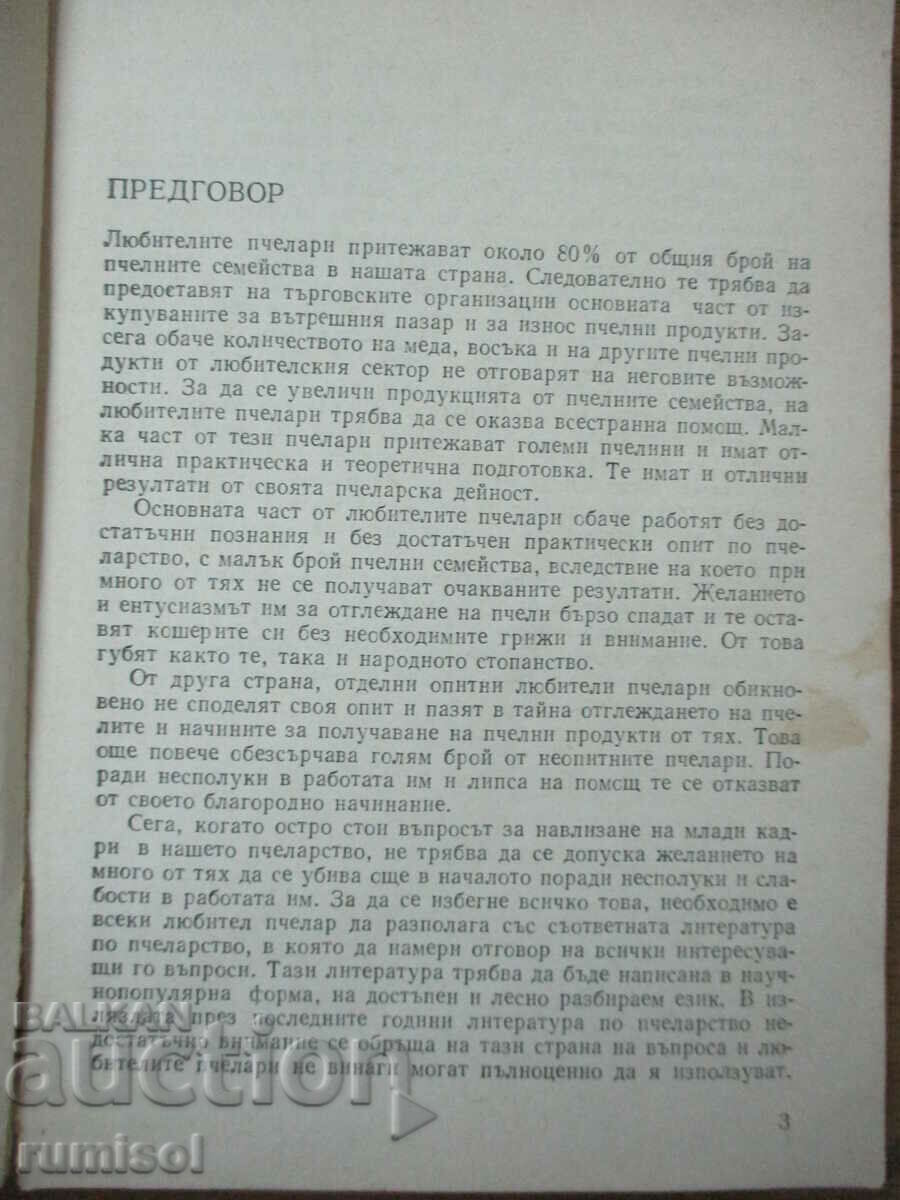 ПРЕДГОВОР
Любителите пчелари притежават около 80% от общия брой на
пчелните семейства в нашата страна. Следователно те трябва да
предоставят на търговските организации основната част от из-
купуваните за вътрешния пазар и за износ пчелни продукти. За-
сега обаче количеството на меда, восъка и на другите пчелни про-
дукти от любителския сектор не отговарят на неговите възмож-
ности. За да се увеличи продукцията от пчелните семейства, на
любителите пчелари трябва да се оказва всестранна помощ. Мал-
ка част от тези пчелари притежават големи пчелини и имат от-
лична практическа и теоретична подготовка. Те имат и отлични
резултати от своята пчеларска дейност.
Основната част от любителите пчелари обаче работят без до-
статъчни познания и без достатъчен практически опит по пче-
ларство, с малък брой пчелни семейства, вследствие на което при
много от тях не се получават очакваните резултати. Желанието
и ентусиазмът им за отглеждане на пчели бързо спадат и те оста-
вят кошерите си без необходимите грижи и внимание. От това
губят както те, така и народното стопанство.
От друга страна, отделни опитни любители пчелари обикно-
вено не споделят своя опит и пазят в тайна отглеждането на пче-
лите и начините за получаване на пчелни продукти от тях. Това
още повече обезсърчава голям брой от неопитните пчелари. По-
ради несполуки в работата им и липса на помощ те се отказват
от своето благородно начинание.
Сега, когато остро стои въпросът за навлизане на млади кад-
ри в нашето пчеларство, не трябва да се допуска желанието на
много от тях да се убива още в началото поради несполуки и сла-
бости в работата им. За да се избегне всичко това, необходимо е
всеки любител пчелар да разполага със съответната литература
по пчеларство, в която да намери отговор на всички интересува-
щи го въпроси. Тази литература трябва да бъде написана в науч-
нопопулярна форма, на достъпен и лесно разбираем език. В из-
лязлата през последните години литература по пчеларство не-
достатъчно внимание се обръща на тази страна на въпроса и лю-
бителите пчелари не винаги могат пълноценно да я използуват.
3
BALKAN
auction
rumisol